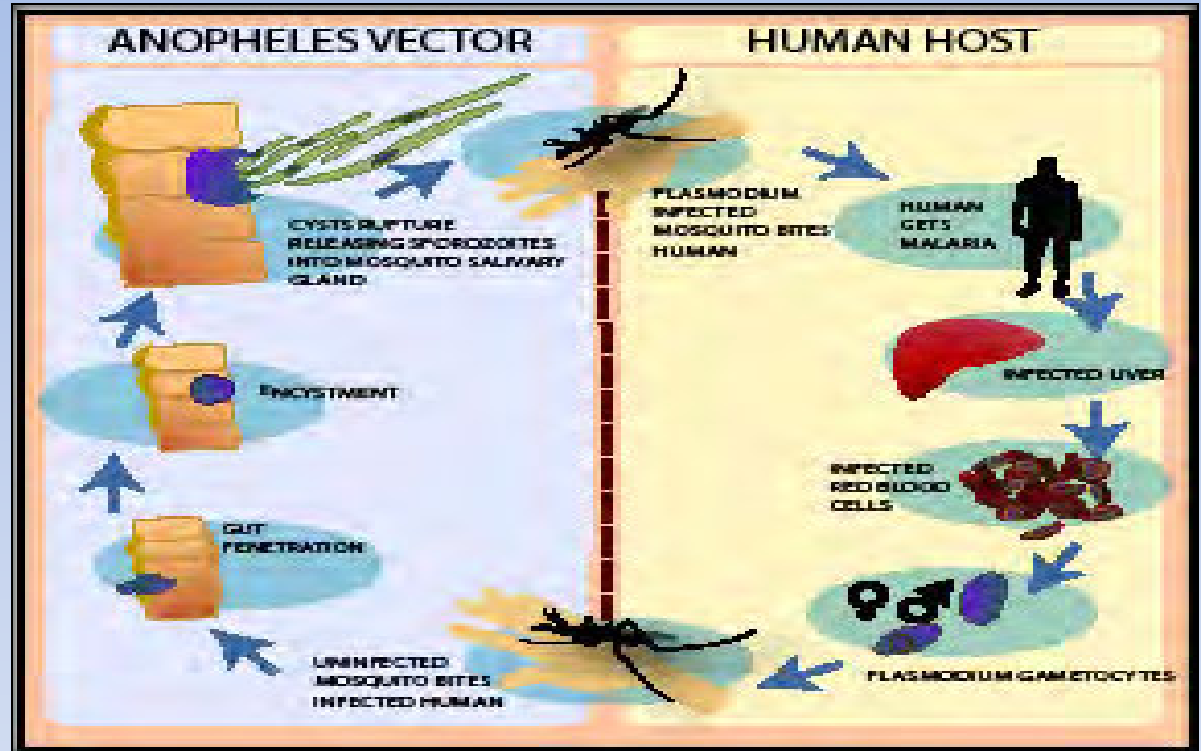 ANOPHELES VECTOR
HUMAN HOST
CYSTS RUPTURE
RELEASING SPOROZOITES
INTO MOSQUITO SALIVARY
GLAND
PLASMODIUM
INFECTED
MOSQUITO BITES
HUMAN
HUMAN
GETS
MALARIA
INFECTED LIVER
ENCYSTMENT
INFECTED
RED BLOOD
CELLS
GUT
PENETRATION
UNINFECTED
MOSQUITO BITES
INFECTED HUMAN
PLASMODIUM GAMETOCYTES